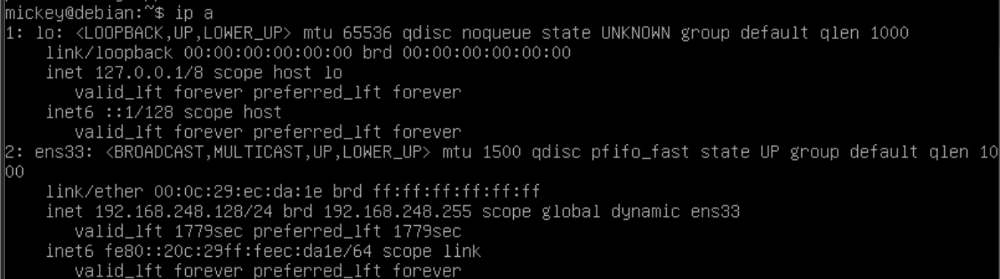 mickey@debian:~$ ip a
1: lo: <LOOPBACK,UP,LOWER_UP> mtu 65536 qdisc noqueue state UNKNOWN group default qlen 1000
    link/loopback 00:00:00:00:00:00 brd 00:00:00:00:00:00
    inet 127.0.0.1/8 scope host lo
       valid_lft forever preferred_lft forever
    inet6 ::1/128 scope host
       valid_lft forever preferred_lft forever
2: ens33: <BROADCAST,MULTICAST,UP,LOWER_UP> mtu 1500 qdisc pfifo_fast state UP group default qlen 10
00
    link/ether 00:0c:29:ec:da:1e brd ff:ff:ff:ff:ff:ff
    inet 192.168.248.128/24 brd 192.168.248.255 scope global dynamic ens33
       valid_lft 1779sec preferred_lft 1779sec
    inet6 fe80::20c:29ff:feec:da1e/64 scope link
       valid_lft forever preferred_lft forever